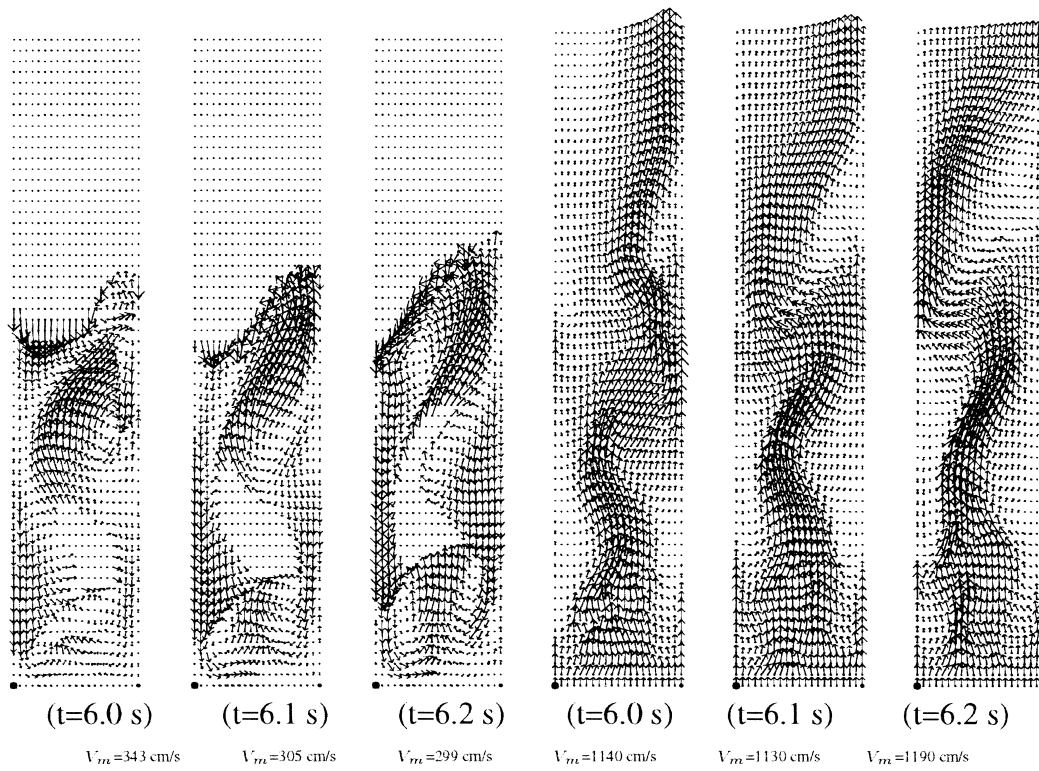 (t=6.0 s) (t=6.1 s) (t=6.2 s) (t=6.0 s) (t=6.1 s) (t=6.2 s)
V_m=343 cm/s V_m=305 cm/s V_m=299 cm/s V_m=1140 cm/s V_m=1130 cm/s V_m=1190 cm/s